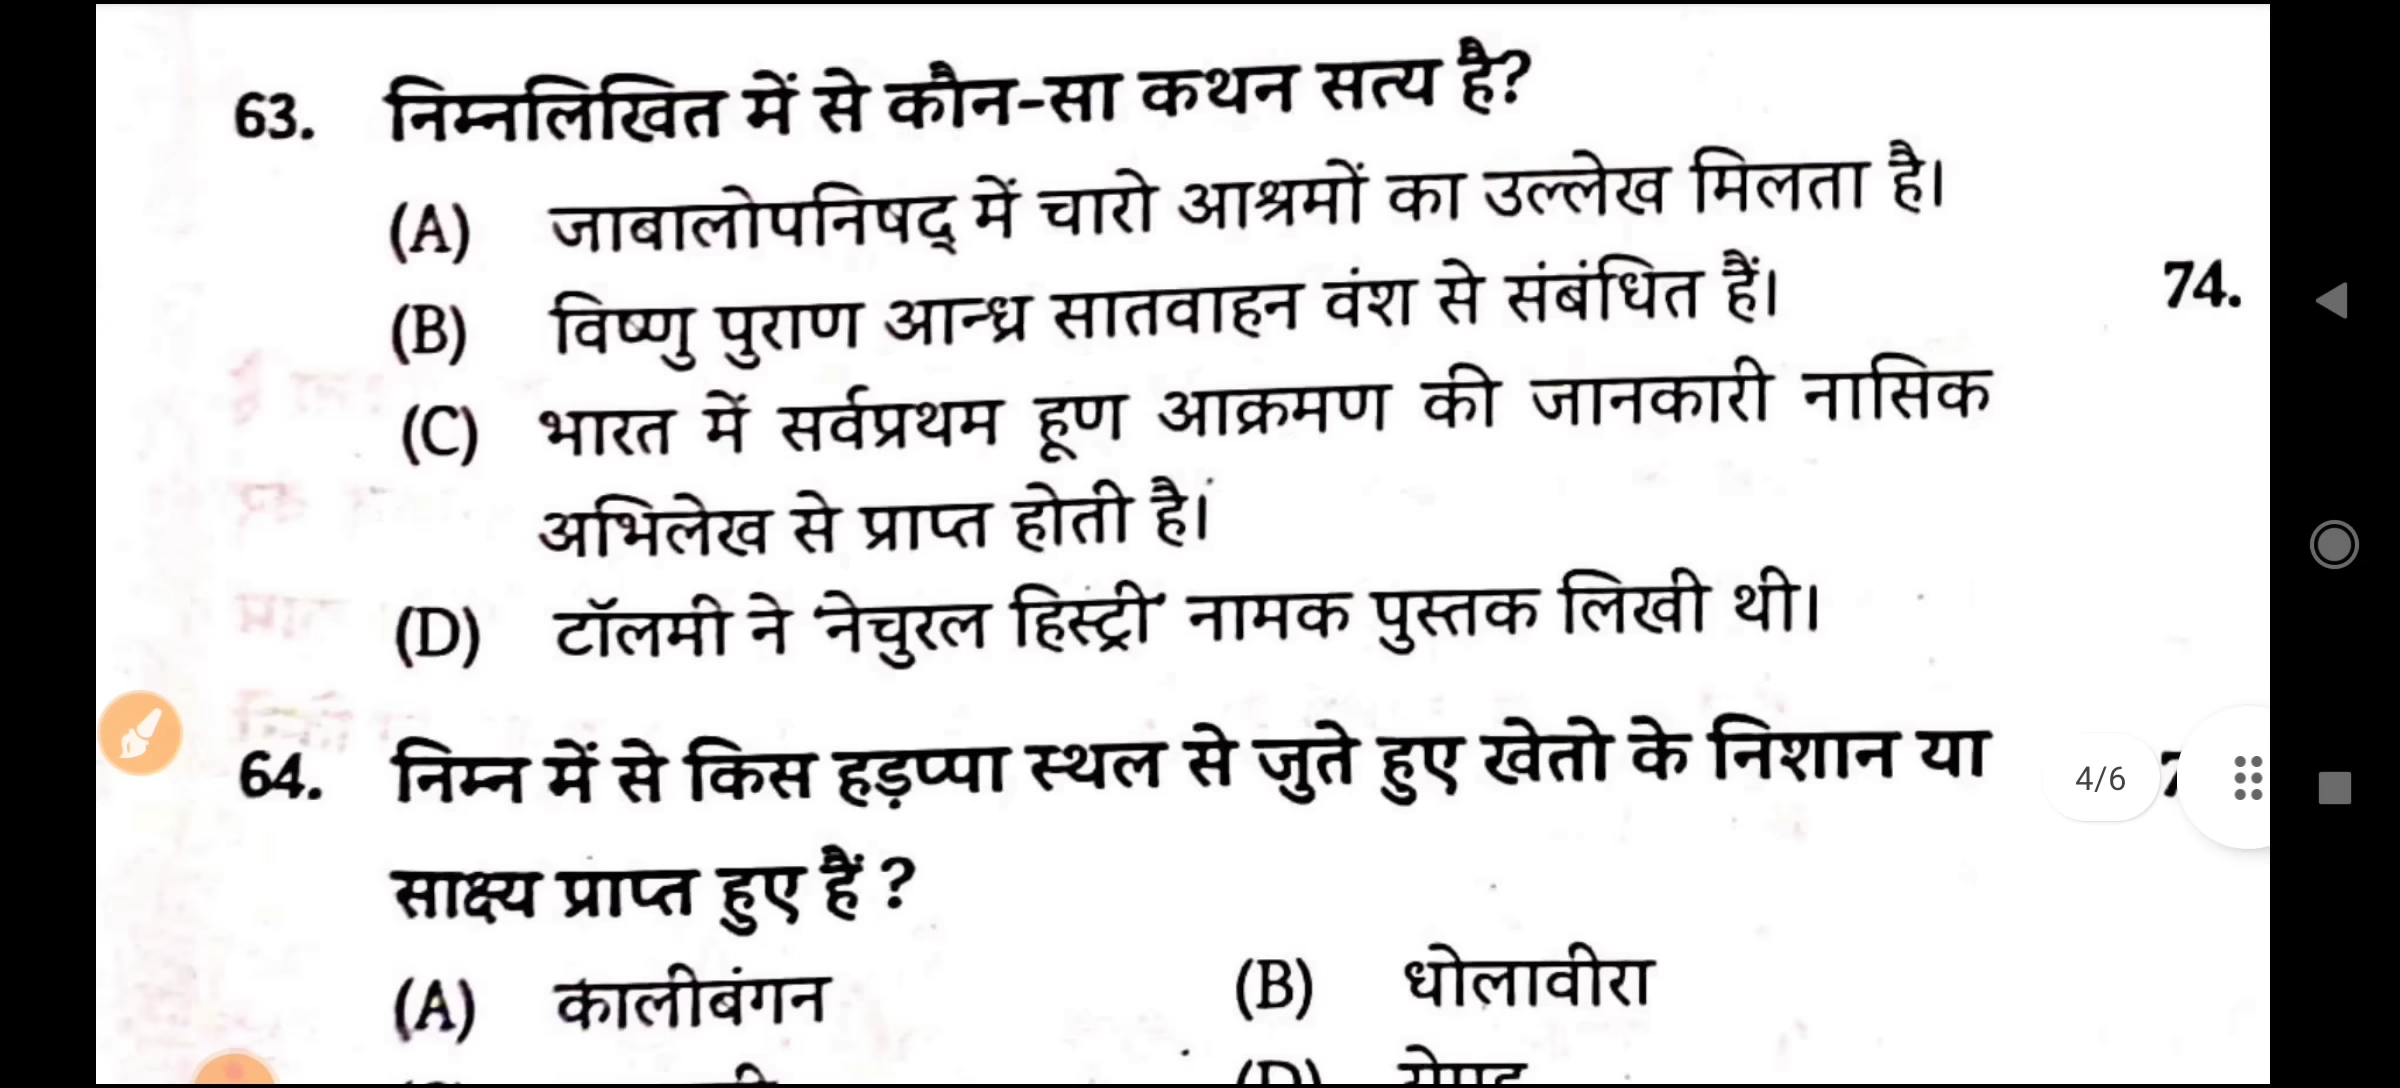 63. निम्नलिखित में से कौन-सा कथन सत्य है?
(A) जाबालोपनिषद् में चारो आश्रमों का उल्लेख मिलता है।
(B) विष्णु पुराण आन्ध्र सातवाहन वंश से संबंधित हैं।
74.
(C) भारत में सर्वप्रथम हूण आक्रमण की जानकारी नासिक
अभिलेख से प्राप्त होती है।
(D) टॉलमी ने 'नेचुरल हिस्ट्री' नामक पुस्तक लिखी थी।
64. निम्न में से किस हड़प्पा स्थल से जुते हुए खेतो के निशान या
4/6
साक्ष्य प्राप्त हुए हैं ?
(A) कालीबंगन (B) धोलावीरा